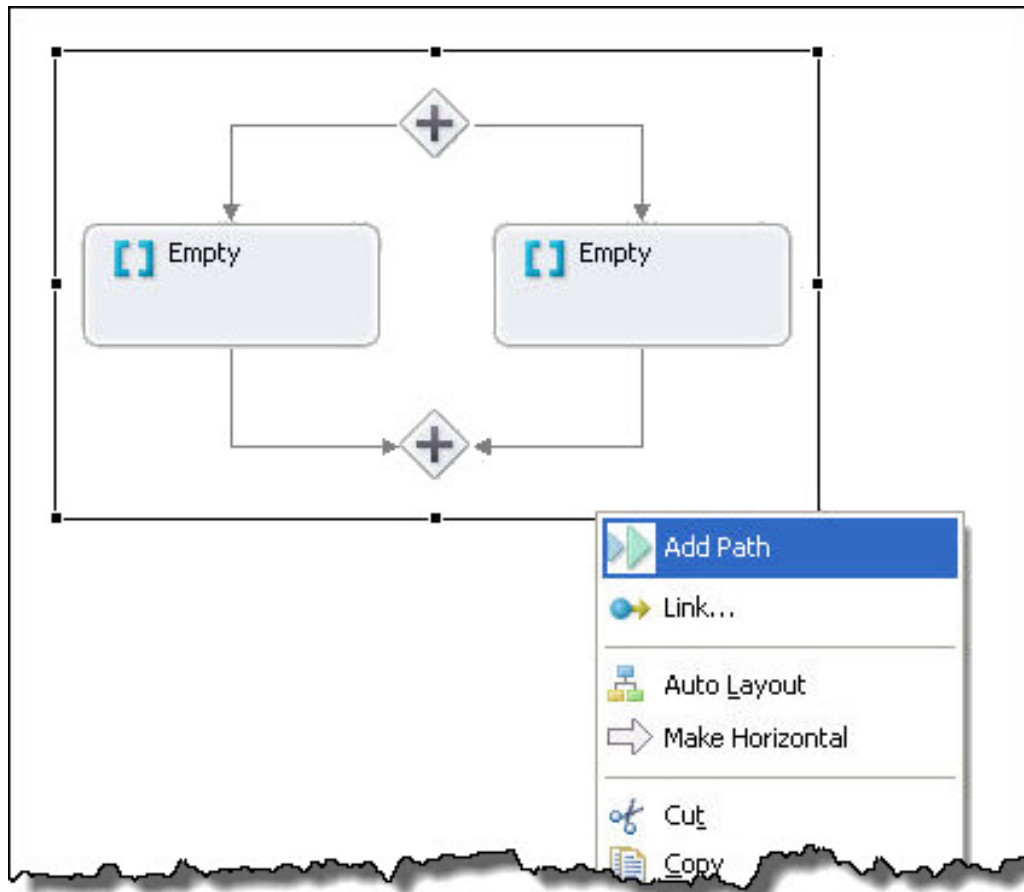 Empty
Empty
Add Path
Link...
Auto Layout
Make Horizontal
Cut
Copy